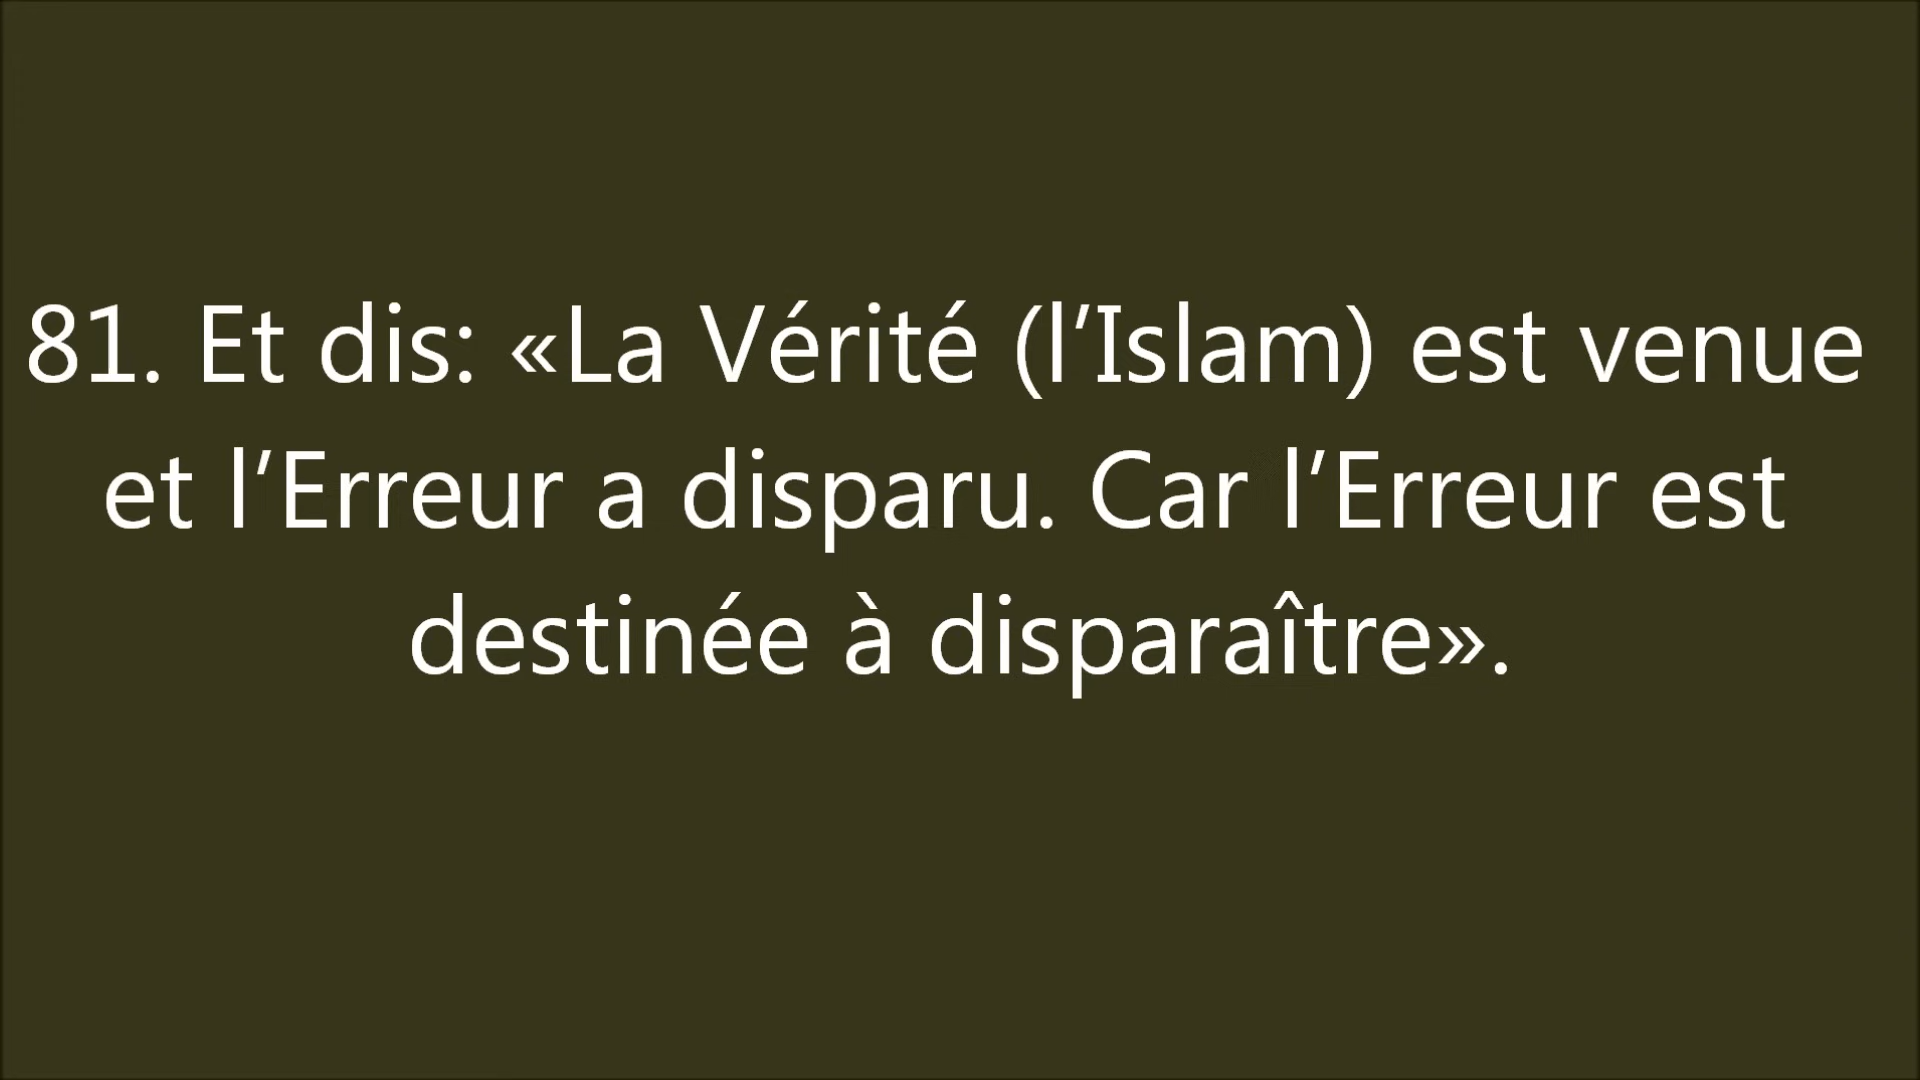 81. Et dis: «La Vérité (l’Islam) est venue
et l’Erreur a disparu. Car l’Erreur est
destinée à disparaître».